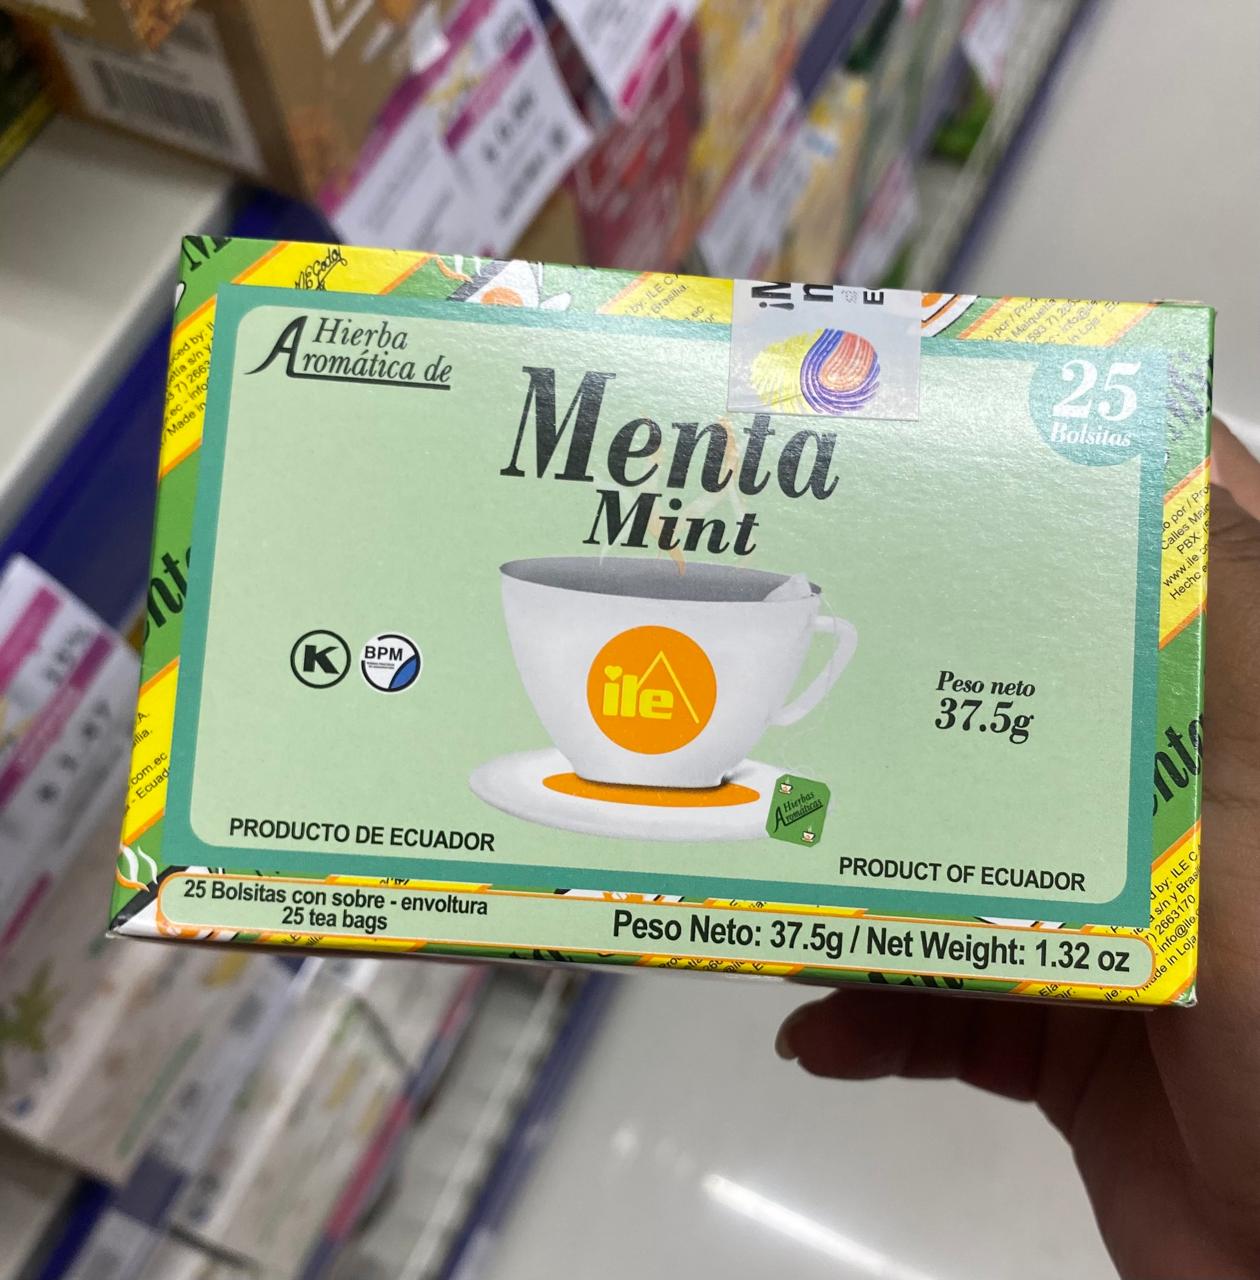 Hierba
Aromática de
Menta
Mint
25
Bolsitas
K
BPM
ile
Peso neto
37.5g
Hierbas
Aromáticas
PRODUCTO DE ECUADOR
PRODUCT OF ECUADOR
25 Bolsitas con sobre - envoltura
25 tea bags
Peso Neto: 37.5g / Net Weight: 1.32 oz